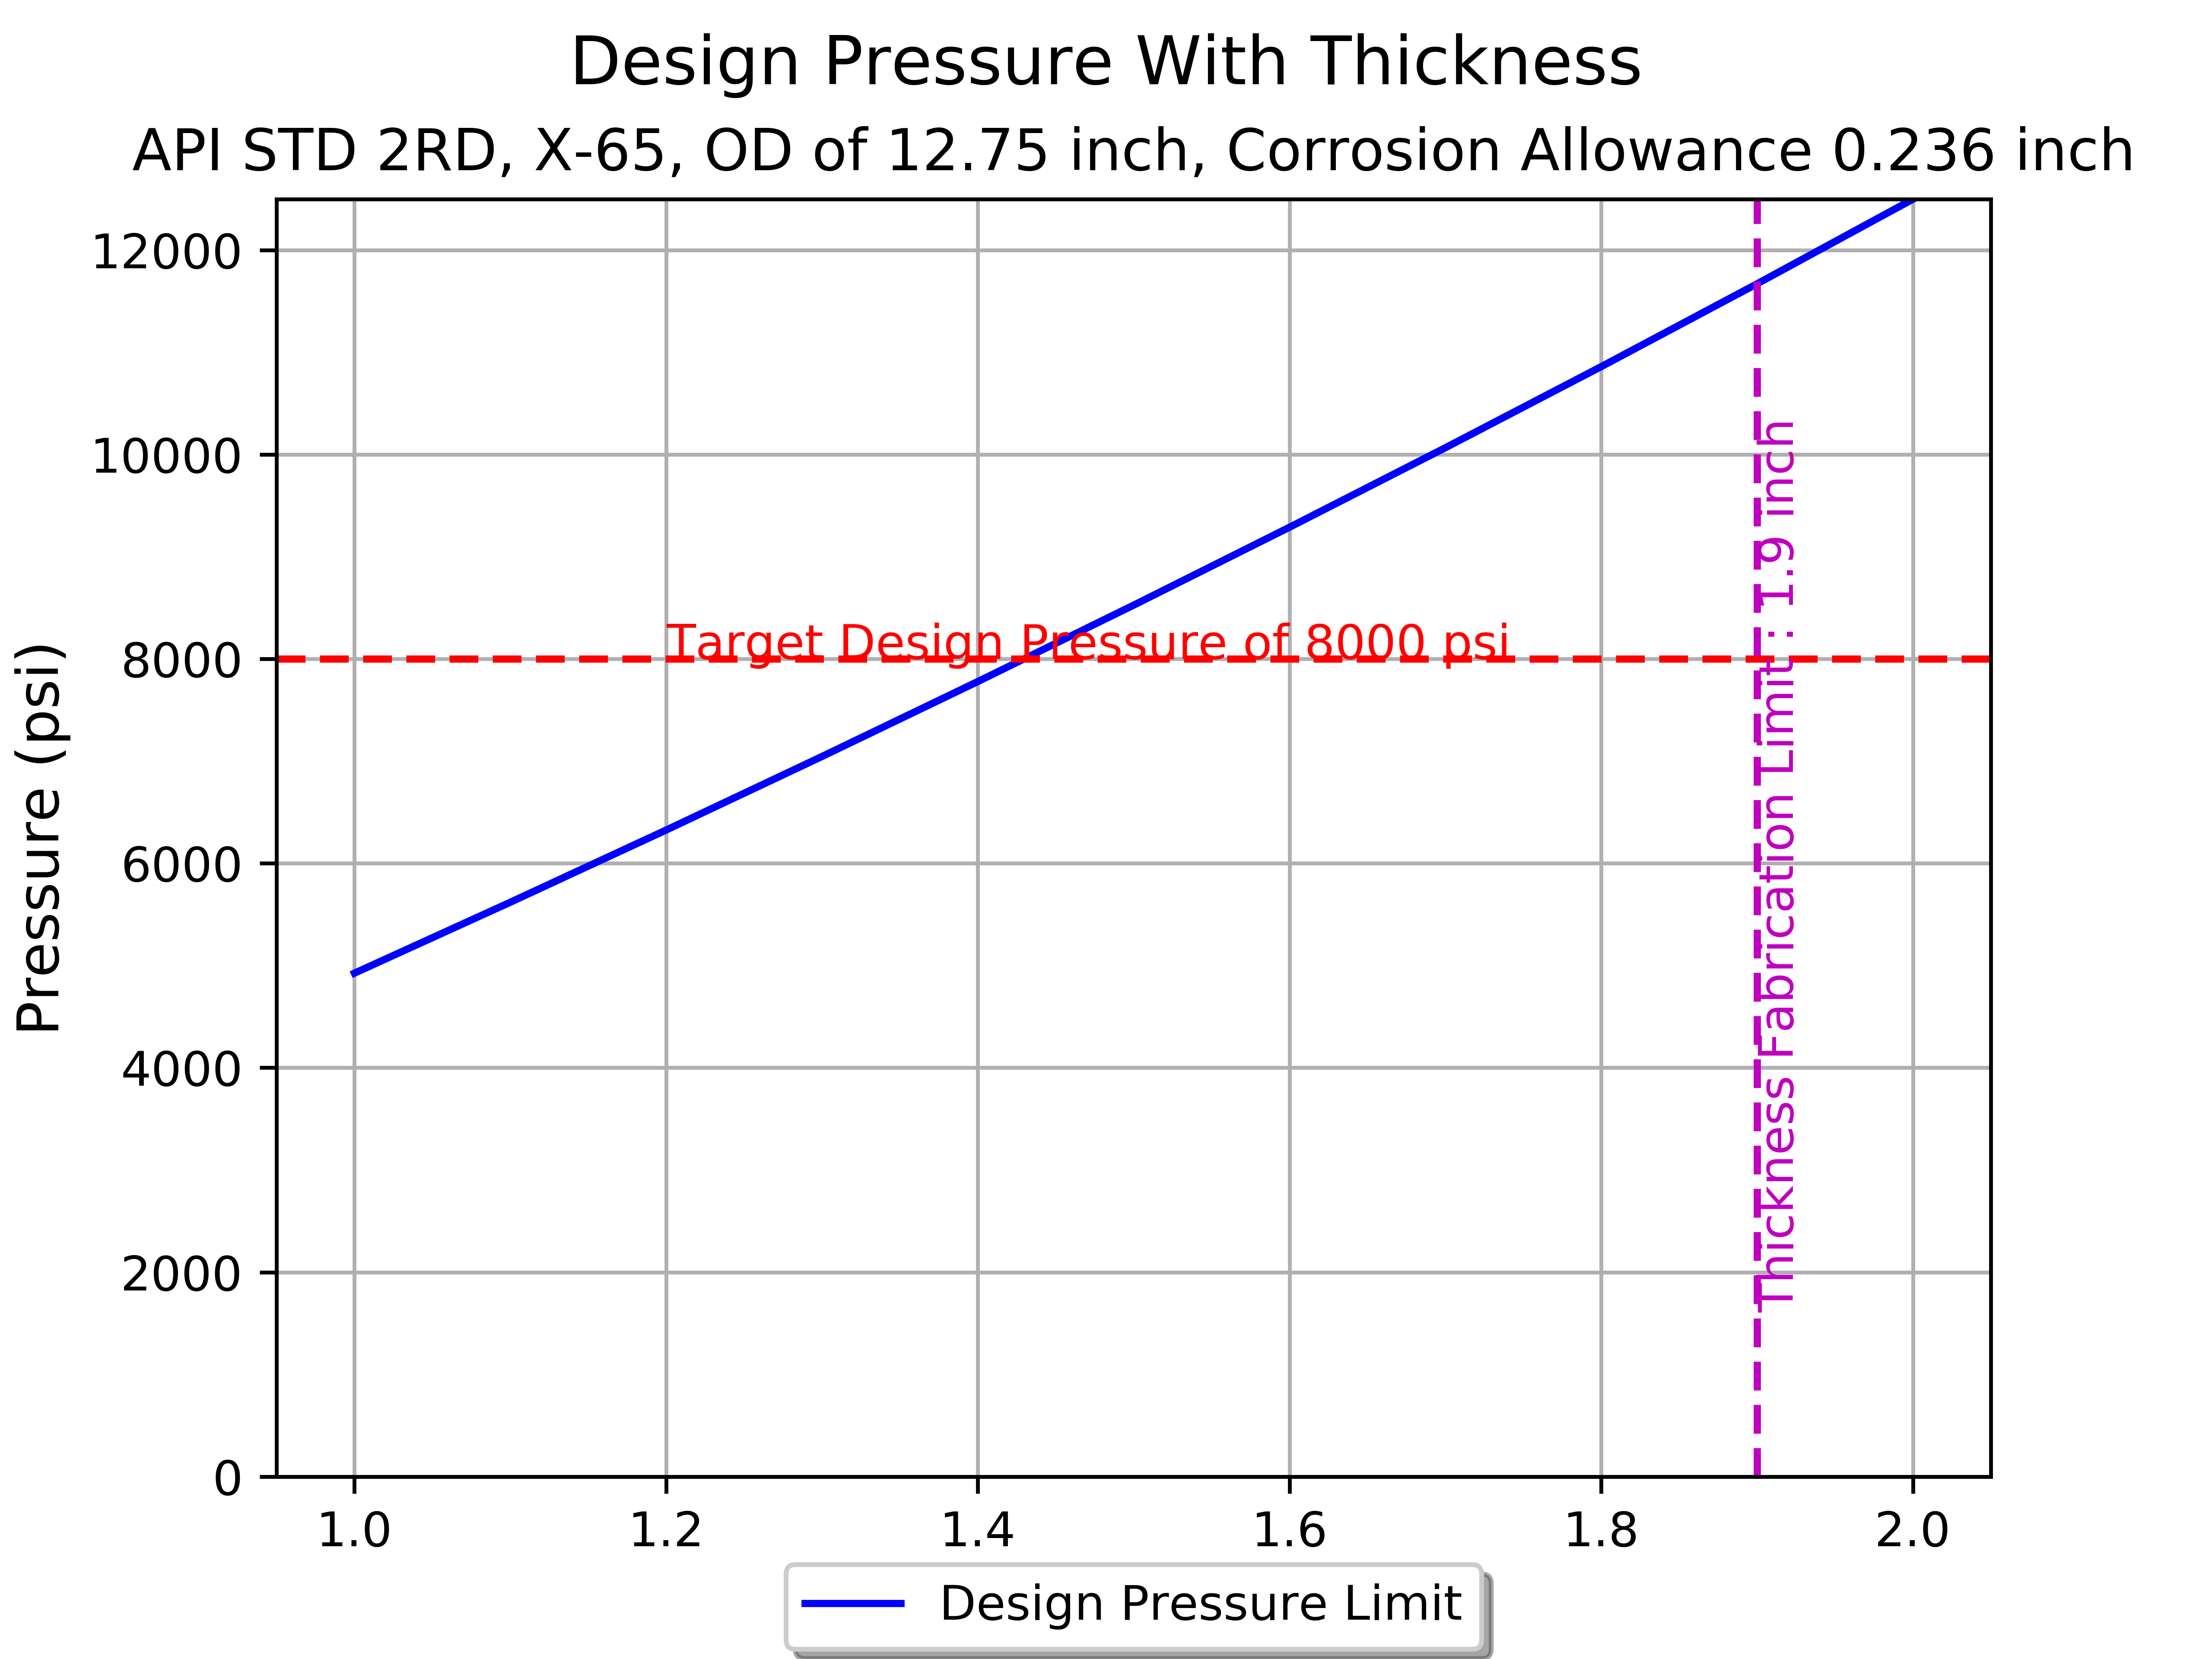 Design Pressure With Thickness
API STD 2RD, X-65, OD of 12.75 inch, Corrosion Allowance 0.236 inch
12000
10000
8000
6000
4000
2000
0
Pressure (psi)
Target Design Pressure of 8000 psi
Thickness Fabrication Limit : 1.9 inch
1.0 1.2 1.4 1.6 1.8 2.0
Design Pressure Limit